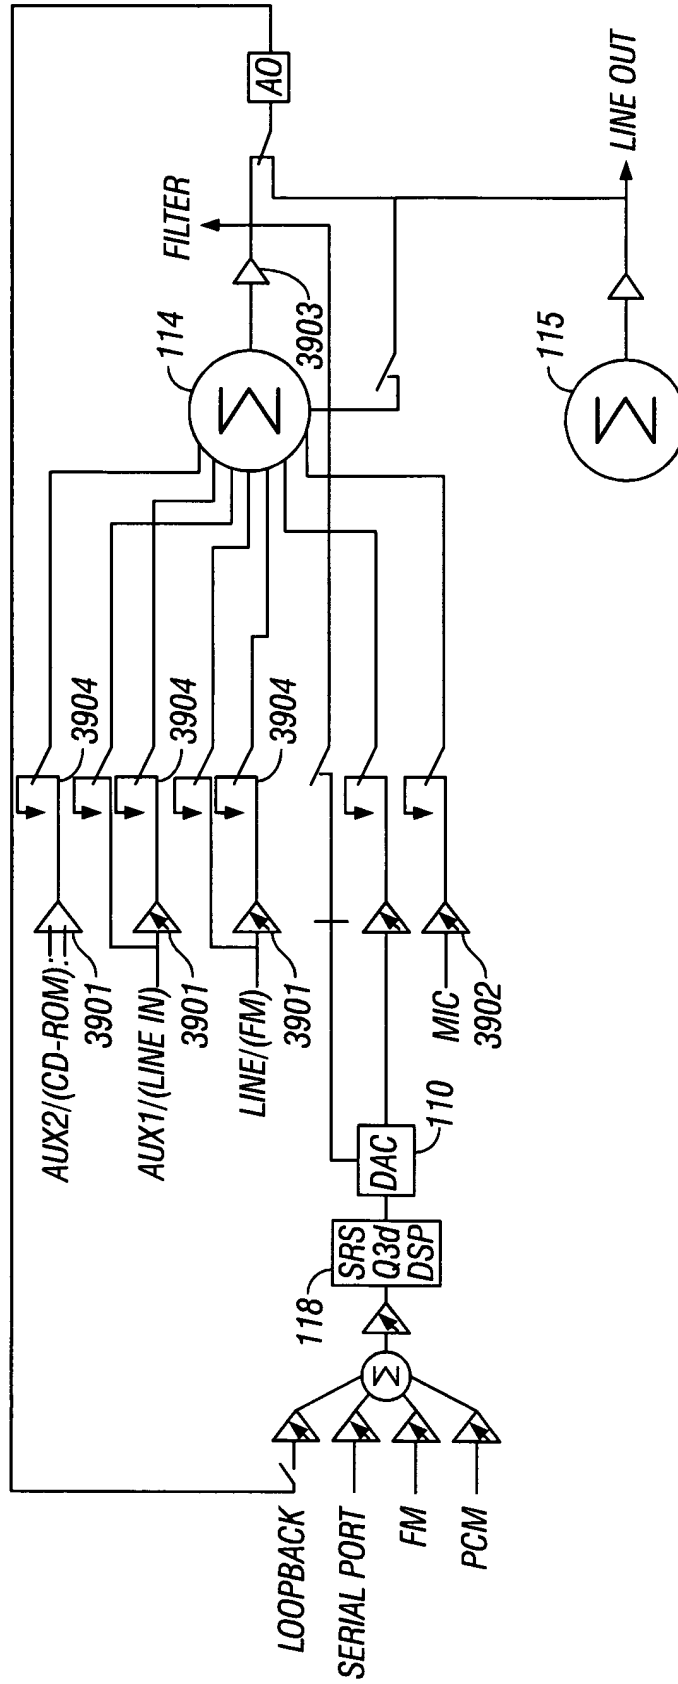 AO
LINE OUT
FILTER
114
3903
115
Σ
Σ
3904
3904
3904
AUX2/(CD-ROM):
3901
AUX1/(LINE IN)
3901
LINE/(FM)
3901
MIC
3902
DAC
110
118
SRS
Q3d
DSP
Σ
LOOPBACK
SERIAL PORT
FM
PCM